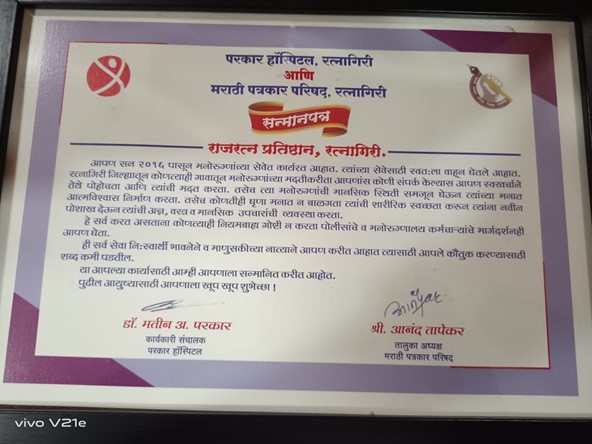 परकार हॉस्पिटल, रत्नागिरी
आणि
मराठी पत्रकार परिषद, रत्नागिरी
सन्मानपत्र
राजरत्न प्रतिष्ठान, रत्नागिरी.
आपण सन २०१६ पासून मनोरुग्णांच्या सेवेत कार्यरत आहात. त्यांच्या सेवेसाठी स्वतःला वाहून घेतले आहात.
रत्नागिरी जिल्ह्यातून कोणत्याही गावातून मनोरुग्णांच्या मदतीकरीता आपणांस कोणी संपर्क केल्यास आपण स्वखर्चाने
तेथे पोहोचता आणि त्यांची मदत करता. तसेच त्या मनोरुग्णांची मानसिक स्थिती समजून घेऊन त्यांच्या मनात
आत्मविश्वास निर्माण करता. तसेच कोणतीही घृणा मनात न बाळगता त्यांची शारीरिक स्वच्छता करून त्यांना नवीन
पोशाख देऊन त्यांची अन्न, वस्त्र व मानसिक उपचारांची व्यवस्था करता.
हे सर्व करत असताना कोणत्याही नियमबाह्य गोष्टी न करता पोलीसांचे व मनोरुग्णालय कर्मचाऱ्यांचे मार्गदर्शनही
आपण घेता.
ही सर्व सेवा निःस्वार्थी भावनेने व माणुसकीच्या नात्याने आपण करीत आहात त्यासाठी आपले कौतुक करण्यासाठी
शब्द कमी पडतील.
या आपल्या कार्यासाठी आम्ही आपणाला सन्मानित करीत आहोत.
पुढील आयुष्यासाठी आपणाला खूप खूप शुभेच्छा !
डॉ. मतीन अ. परकार
कार्यकारी संचालक
परकार हॉस्पिटल
श्री. आनंद तापेकर
तालुका अध्यक्ष
मराठी पत्रकार परिषद
vivo V21e